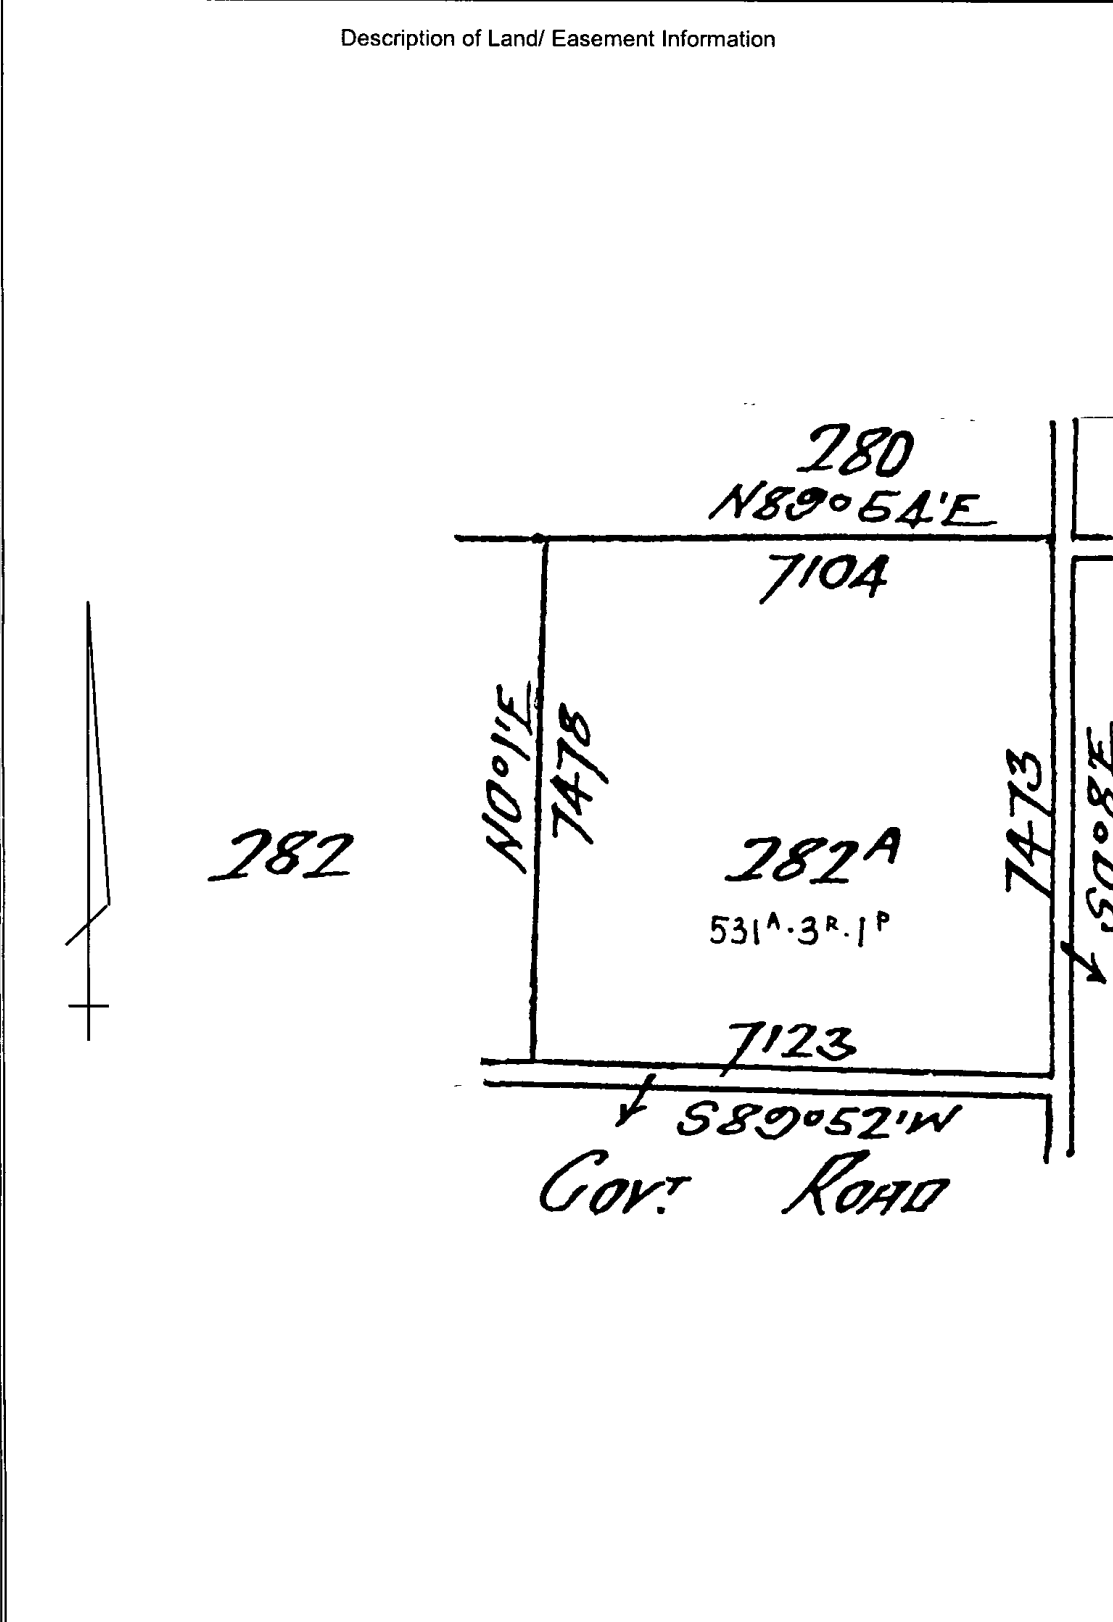 Description of Land/ Easement Information
280
N89°54'E
7104
N0°1'E
7478
7473
S0°8'E
282
282A
531A.3R.1P
7123
S89°52'W
GOVT ROAD